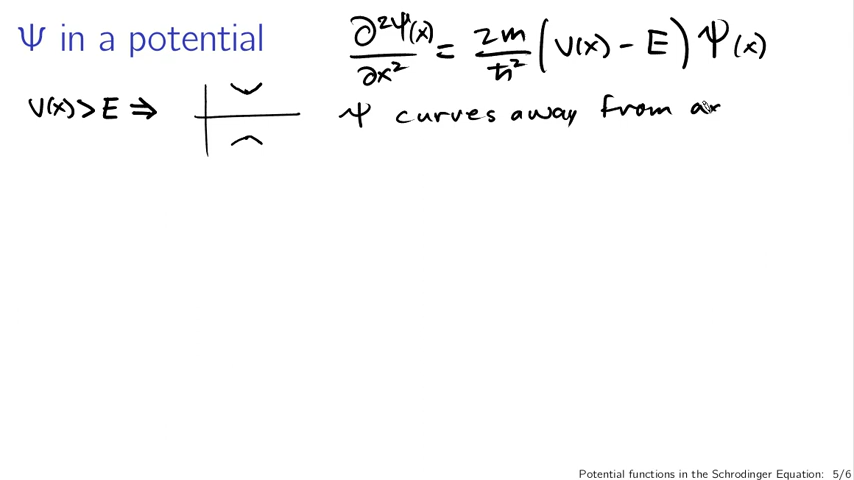 Ψ in a potential
∂²Ψ(x)/∂x² = 2m/ħ² (V(x) - E) Ψ(x)
V(x) > E ⇒
Ψ curves away from
Potential functions in the Schrodinger Equation: 5/6